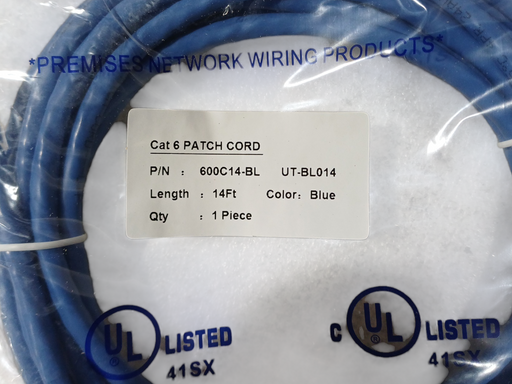 *PREMISES NETWORK WIRING PRODUCTS*
Cat 6 PATCH CORD
P/N : 600C14-BL UT-BL014
Length : 14Ft Color: Blue
Qty : 1 Piece
UL LISTED
41SX
C UL LISTED
41SX